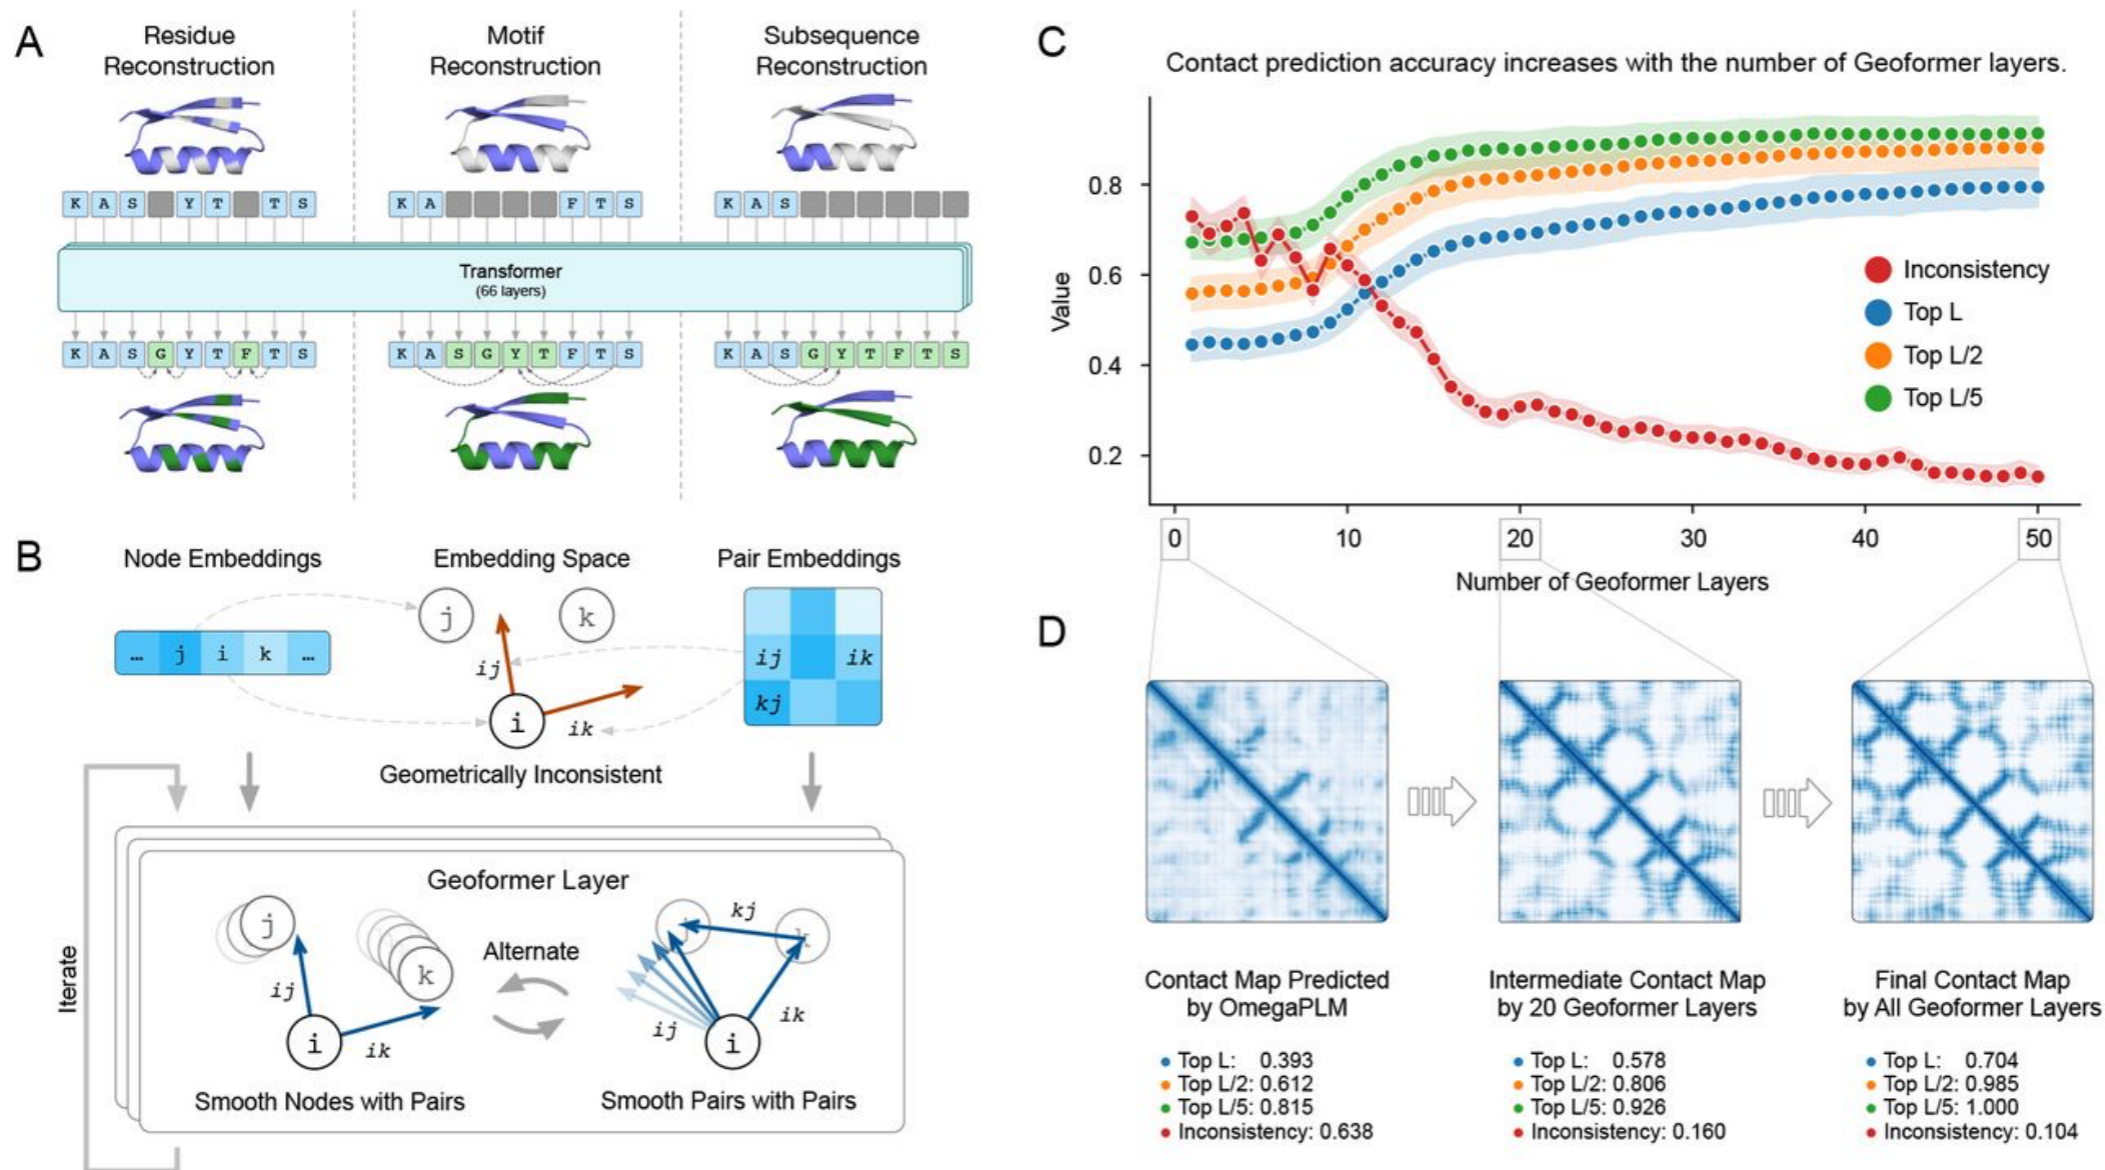 A
Residue
Reconstruction
Motif
Reconstruction
Subsequence
Reconstruction
K A S Y T T S
K A F T S
K A S
Transformer
(66 layers)
K A S G Y T F T S
K A S G Y T F T S
K A S G Y T F T S
B
Node Embeddings
Embedding Space
Pair Embeddings
... j i k ...
j
k
ij
i
ik
ij ik
kj
Geometrically Inconsistent
Geoformer Layer
j
k
ij
i
ik
Alternate
j
k
kj
ij
ik
i
Smooth Nodes with Pairs
Smooth Pairs with Pairs
Iterate
C
Contact prediction accuracy increases with the number of Geoformer layers.
Value
0.8
0.6
0.4
0.2
Inconsistency
Top L
Top L/2
Top L/5
0 10 20 30 40 50
Number of Geoformer Layers
D
Contact Map Predicted
by OmegaPLM
Top L: 0.393
Top L/2: 0.612
Top L/5: 0.815
Inconsistency: 0.638
Intermediate Contact Map
by 20 Geoformer Layers
Top L: 0.578
Top L/2: 0.806
Top L/5: 0.926
Inconsistency: 0.160
Final Contact Map
by All Geoformer Layers
Top L: 0.704
Top L/2: 0.985
Top L/5: 1.000
Inconsistency: 0.104